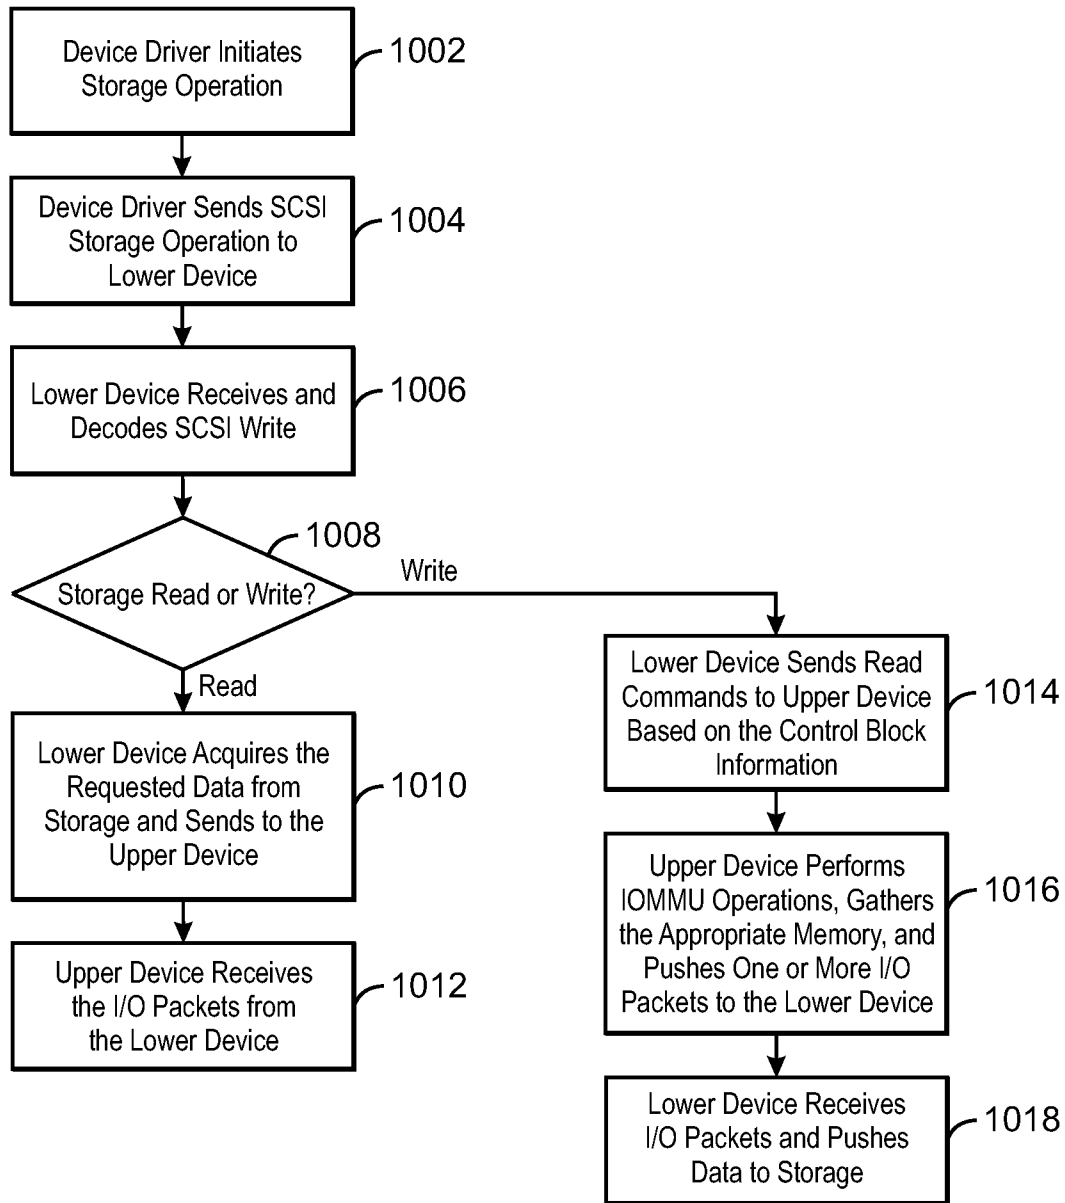 Device Driver Initiates
Storage Operation
1002
Device Driver Sends SCSI
Storage Operation to
Lower Device
1004
Lower Device Receives and
Decodes SCSI Write
1006
Storage Read or Write?
1008
Write
Read
Lower Device Acquires the
Requested Data from
Storage and Sends to the
Upper Device
1010
Upper Device Receives
the I/O Packets from
the Lower Device
1012
Lower Device Sends Read
Commands to Upper Device
Based on the Control Block
Information
1014
Upper Device Performs
IOMMU Operations, Gathers
the Appropriate Memory, and
Pushes One or More I/O
Packets to the Lower Device
1016
Lower Device Receives
I/O Packets and Pushes
Data to Storage
1018